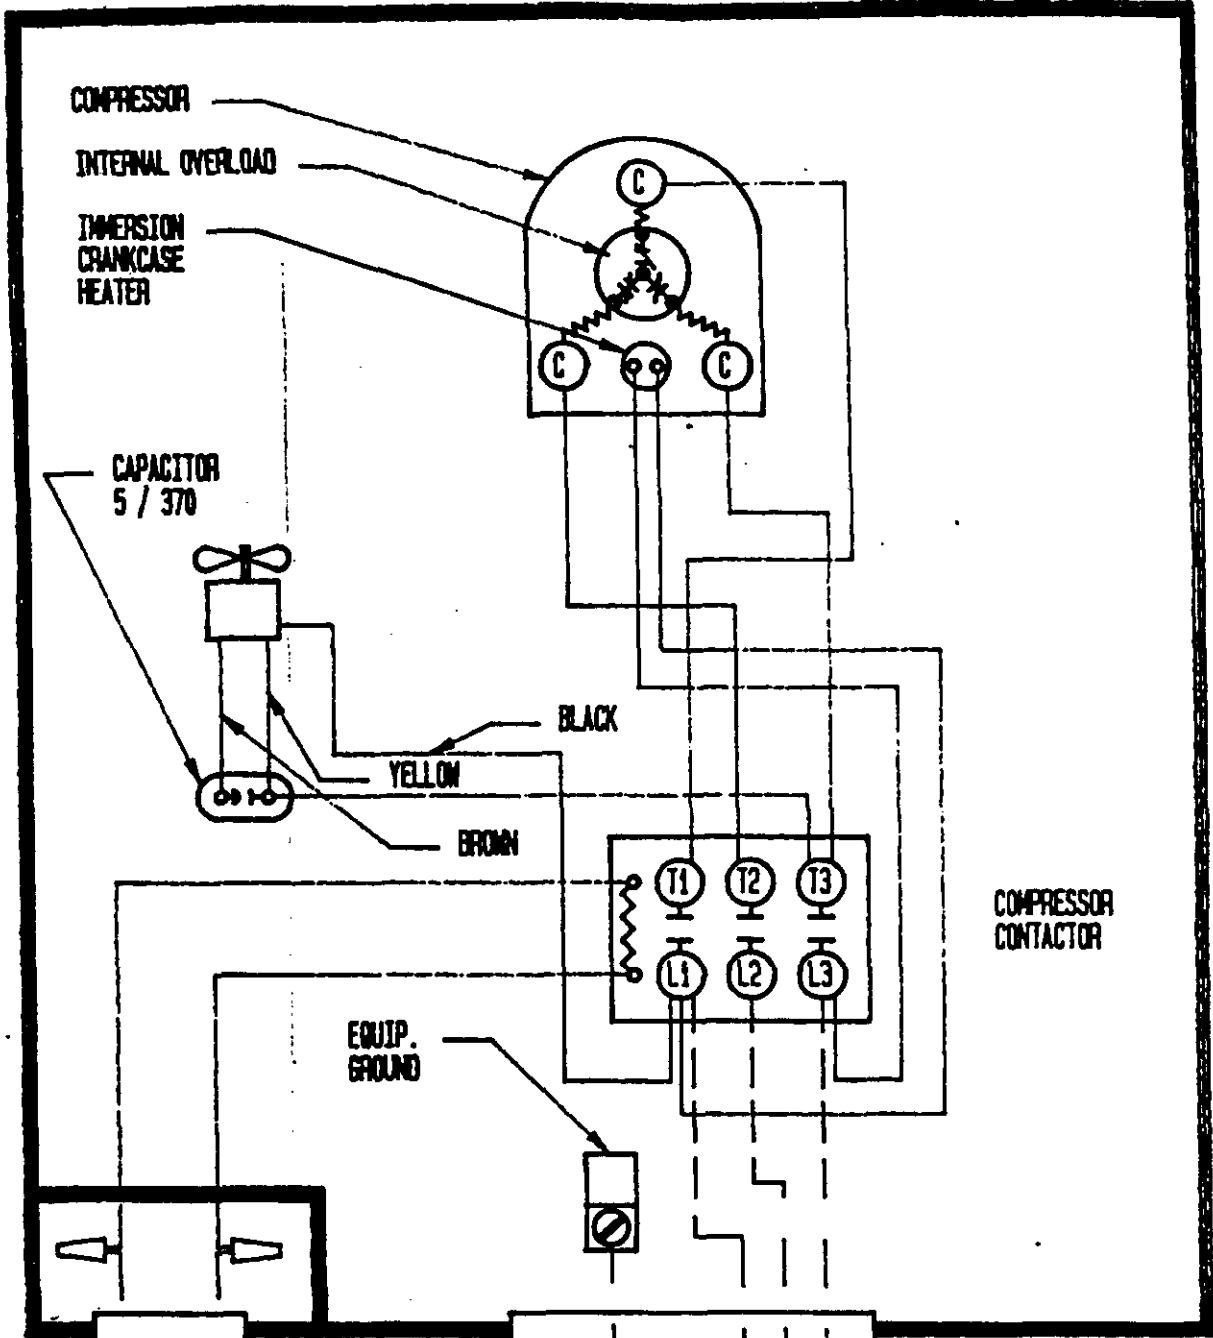 COMPRESSOR
INTERNAL OVERLOAD
IMMERSION
CRANKCASE
HEATER
C
C
C
CAPACITOR
5 / 370
BLACK
YELLOW
BROWN
T1 T2 T3
L1 L2 L3
COMPRESSOR
CONTACTOR
EQUIP.
GROUND